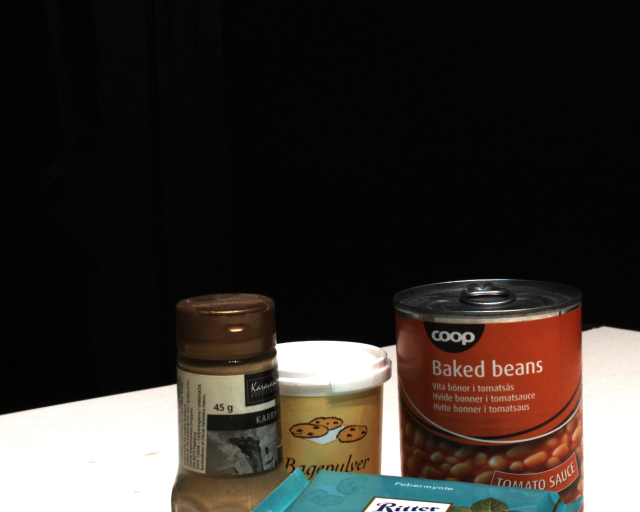 coop
Baked beans
Vita bönor i tomatsås
Hvide bønner i tomatsauce
Hvite bønner i tomatsaus
TOMATO SAUCE
45 g
KARRY
Bagepulver
Pebermynte
Ritter